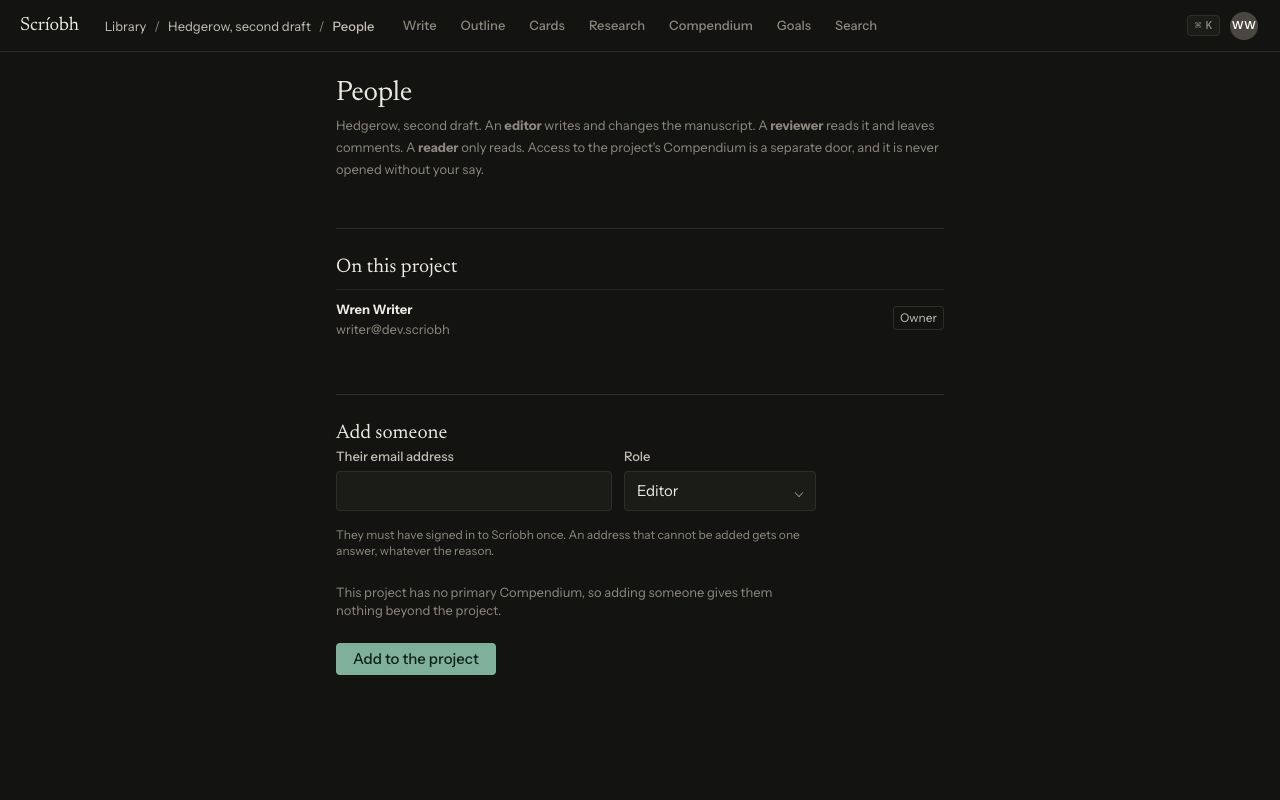 Scríobh
Library / Hedgerow, second draft / People
Write Outline Cards Research Compendium Goals Search
⌘ K
WW
People
Hedgerow, second draft. An editor writes and changes the manuscript. A reviewer reads it and leaves
comments. A reader only reads. Access to the project's Compendium is a separate door, and it is never
opened without your say.
On this project
Wren Writer
writer@dev.scriobh
Owner
Add someone
Their email address
Role
Editor
They must have signed in to Scríobh once. An address that cannot be added gets one
answer, whatever the reason.
This project has no primary Compendium, so adding someone gives them
nothing beyond the project.
Add to the project